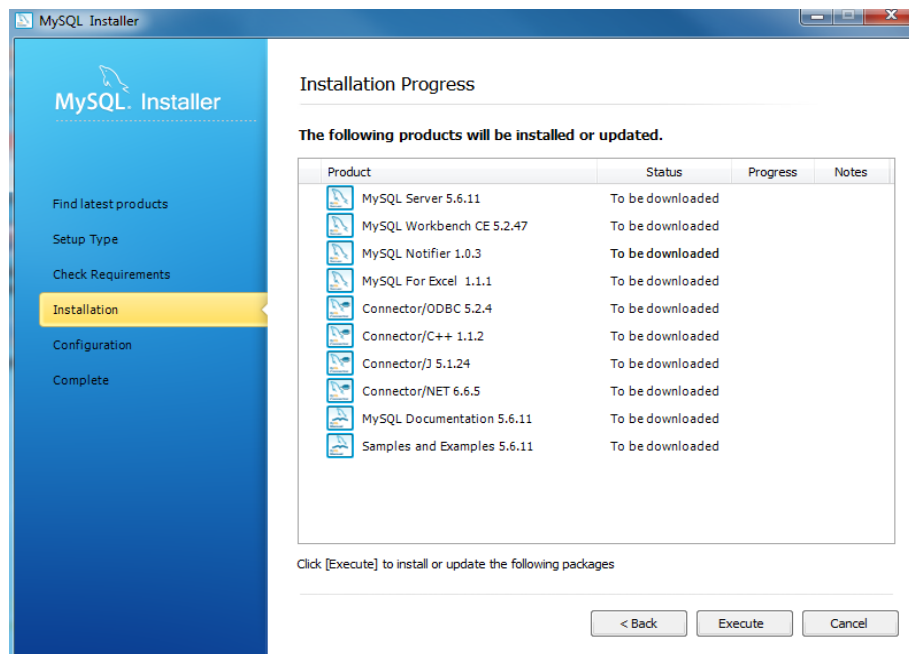 MySQL Installer
MySQL. Installer
Find latest products
Setup Type
Check Requirements
Installation
Configuration
Complete
Installation Progress
The following products will be installed or updated.
Product Status Progress Notes
MySQL Server 5.6.11 To be downloaded
MySQL Workbench CE 5.2.47 To be downloaded
MySQL Notifier 1.0.3 To be downloaded
MySQL For Excel 1.1.1 To be downloaded
Connector/ODBC 5.2.4 To be downloaded
Connector/C++ 1.1.2 To be downloaded
Connector/J 5.1.24 To be downloaded
Connector/NET 6.6.5 To be downloaded
MySQL Documentation 5.6.11 To be downloaded
Samples and Examples 5.6.11 To be downloaded
Click [Execute] to install or update the following packages
< Back Execute Cancel